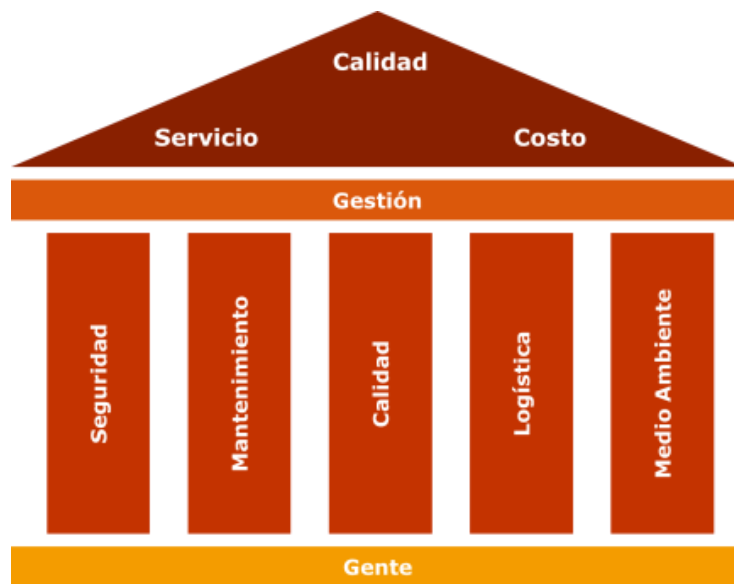 Calidad
Servicio
Costo
Gestión
Seguridad
Mantenimiento
Calidad
Logística
Medio Ambiente
Gente